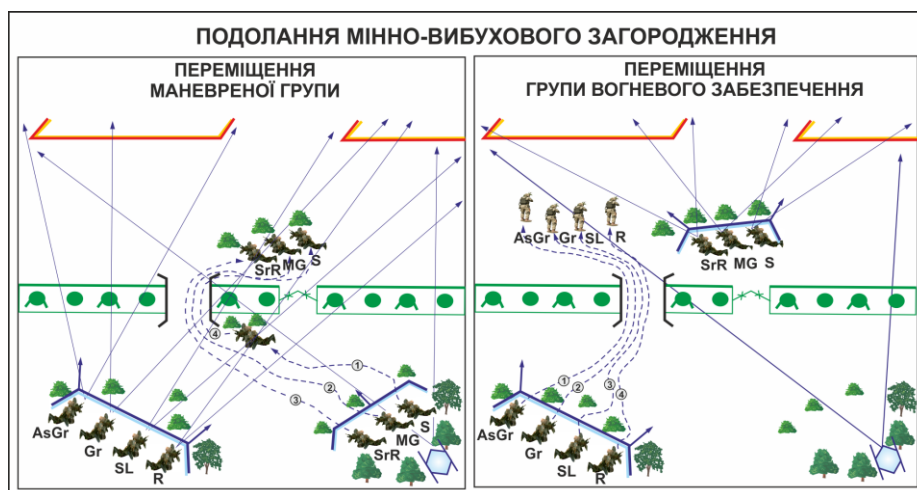 ПОДОЛАННЯ МІННО-ВИБУХОВОГО ЗАГОРОДЖЕННЯ
ПЕРЕМІЩЕННЯ
МАНЕВРЕНОЇ ГРУПИ
SrR MG S
4
1
2
3
S
MG
SrR
AsGr
Gr
SL
R
ПЕРЕМІЩЕННЯ
ГРУПИ ВОГНЕВОГО ЗАБЕЗПЕЧЕННЯ
AsGr Gr SL R
SrR MG S
1
2
3
4
AsGr
Gr
SL
R